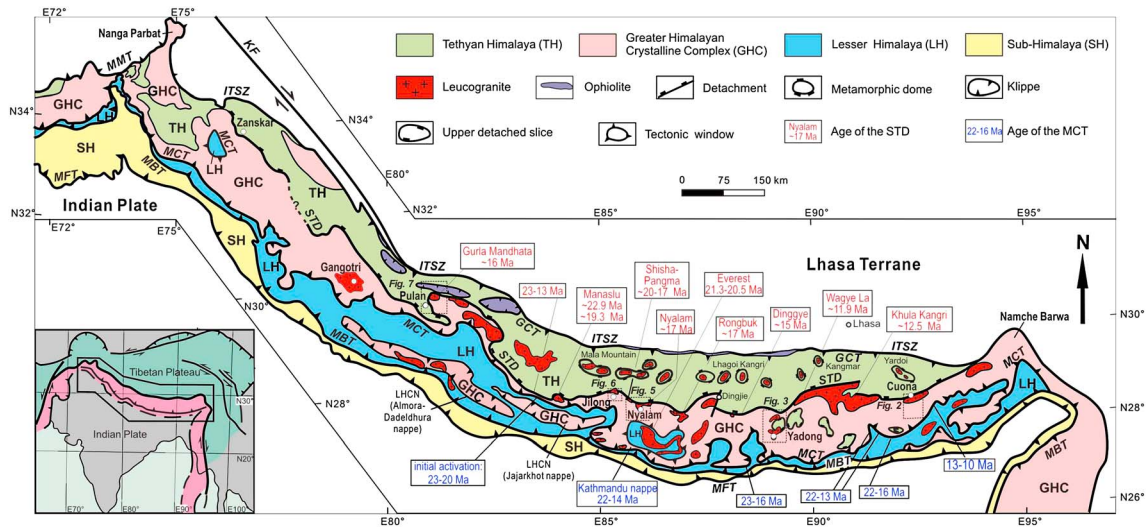 E72°
E75°
Nanga Parbat
MMT
KF
ITSZ
N34°
GHC
GHC
LH
Zanskar
TH
MCT
LH
SH
MCT
MBT
MFT
GHC
TH
STD
N34°
E80°
N32°
Indian Plate
E72°
E75°
N32°
Tethyan Himalaya (TH)
Greater Himalayan
Crystalline Complex (GHC)
Lesser Himalaya (LH)
Sub-Himalaya (SH)
Leucogranite
Ophiolite
Detachment
Metamorphic dome
Klippe
Upper detached slice
Tectonic window
Nyalam
~17 Ma
Age of the STD
22-16 Ma
Age of the MCT
0 75 150 km
E85°
E90°
E95°
Lhasa Terrane
N
SH
LH
Gangotri
N30°
ITSZ
Fig. 7
Pulan
Gurla Mandhata
~16 Ma
23-13 Ma
Manaslu
~22.9 Ma
~19.3 Ma
Shisha-
Pangma
~20-17 Ma
Nyalam
~17 Ma
Everest
21.3-20.5 Ma
Rongbuk
~17 Ma
Dinggye
~15 Ma
Wagye La
~11.9 Ma
Khula Kangri
~12.5 Ma
Lhasa
Namche Barwa
N30°
GCT
ITSZ
GCT
ITSZ
Mala Mountain
Lhagoi Kangri
Kangmar
Yardoi
MCT
MBT
LH
STD
TH
Fig. 6
Fig. 5
Dingjie
Fig. 3
STD
Cuona
Fig. 2
MCT
LH
N28°
GHC
LHCN
(Almora-
Dadeldhura
nappe)
GHC
Jilong
Nyalam
LH
GHC
Yadong
MCT
MBT
N28°
MBT
SH
LHCN
(Jajarkhot nappe)
initial activation:
23-20 Ma
Kathmandu nappe
22-14 Ma
MFT
23-16 Ma
22-13 Ma
22-16 Ma
13-10 Ma
GHC
N26°
E80°
E85°
E90°
E95°
Tibetan Plateau
N30°
Indian Plate
N20°
E70°
E80°
E90°
E100°